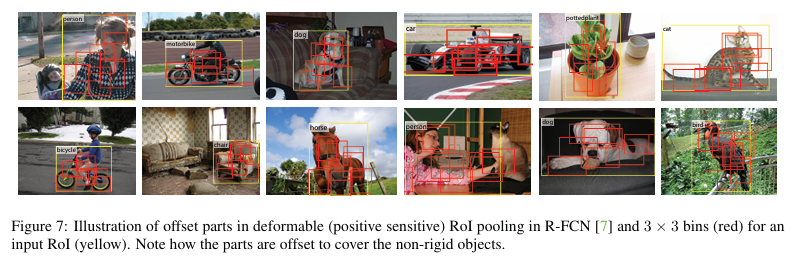 person
motorbike
dog
car
pottedplant
cat
bicycle
chair
horse
person
dog
bird
Figure 7: Illustration of offset parts in deformable (positive sensitive) RoI pooling in R-FCN [7] and 3 × 3 bins (red) for an
input RoI (yellow). Note how the parts are offset to cover the non-rigid objects.